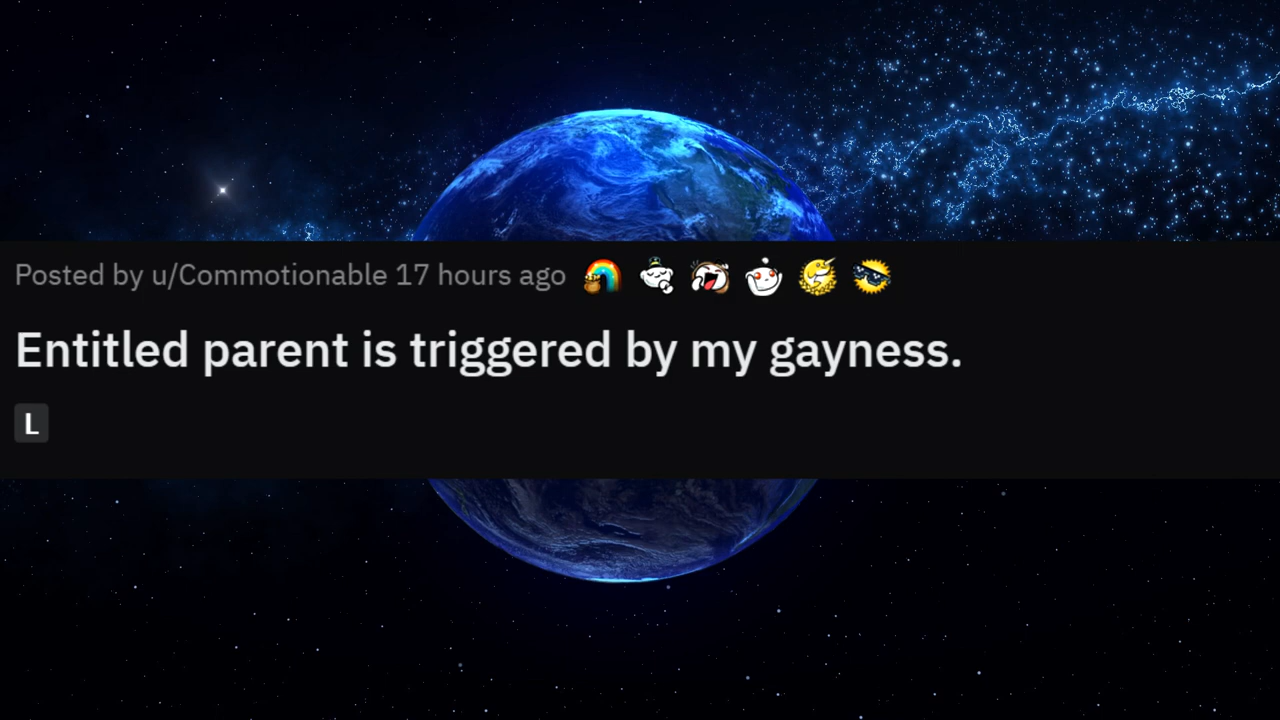 Posted by u/Commotionable 17 hours ago
Entitled parent is triggered by my gayness.
L